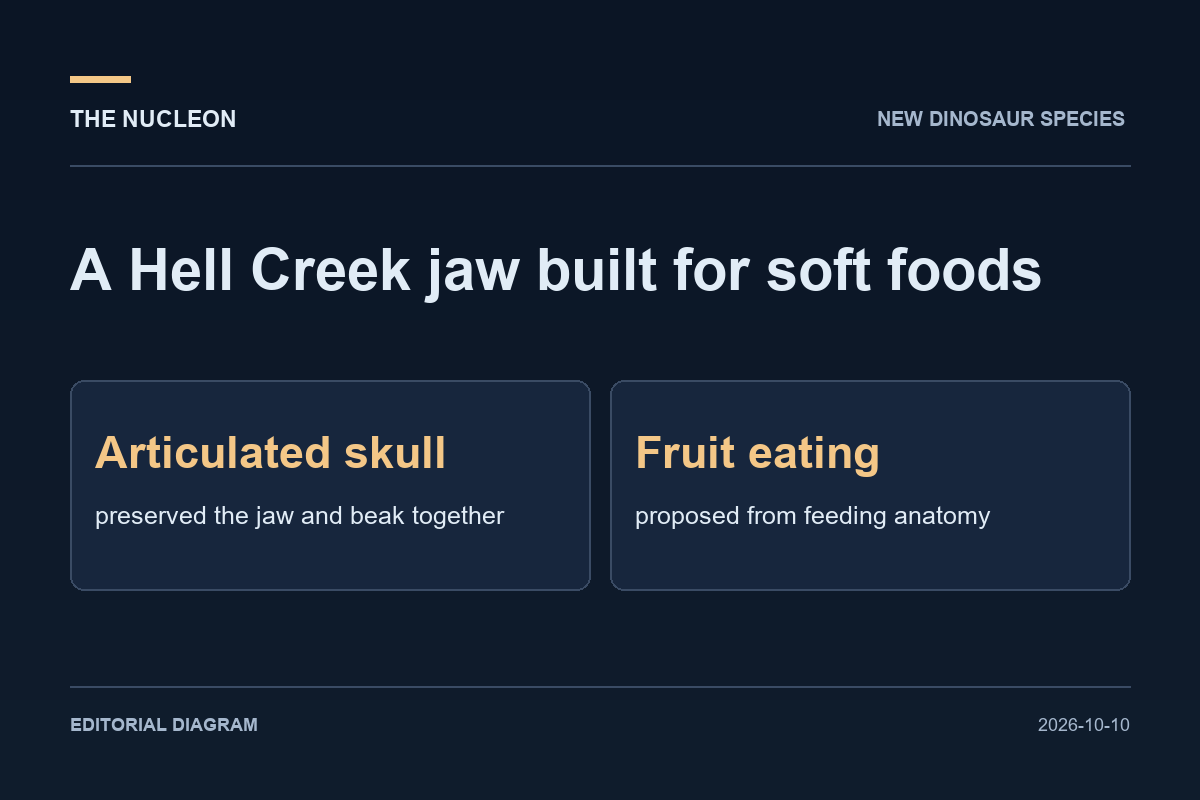 THE NUCLEON
NEW DINOSAUR SPECIES
A Hell Creek jaw built for soft foods
Articulated skull
preserved the jaw and beak together
Fruit eating
proposed from feeding anatomy
EDITORIAL DIAGRAM
2026-10-10